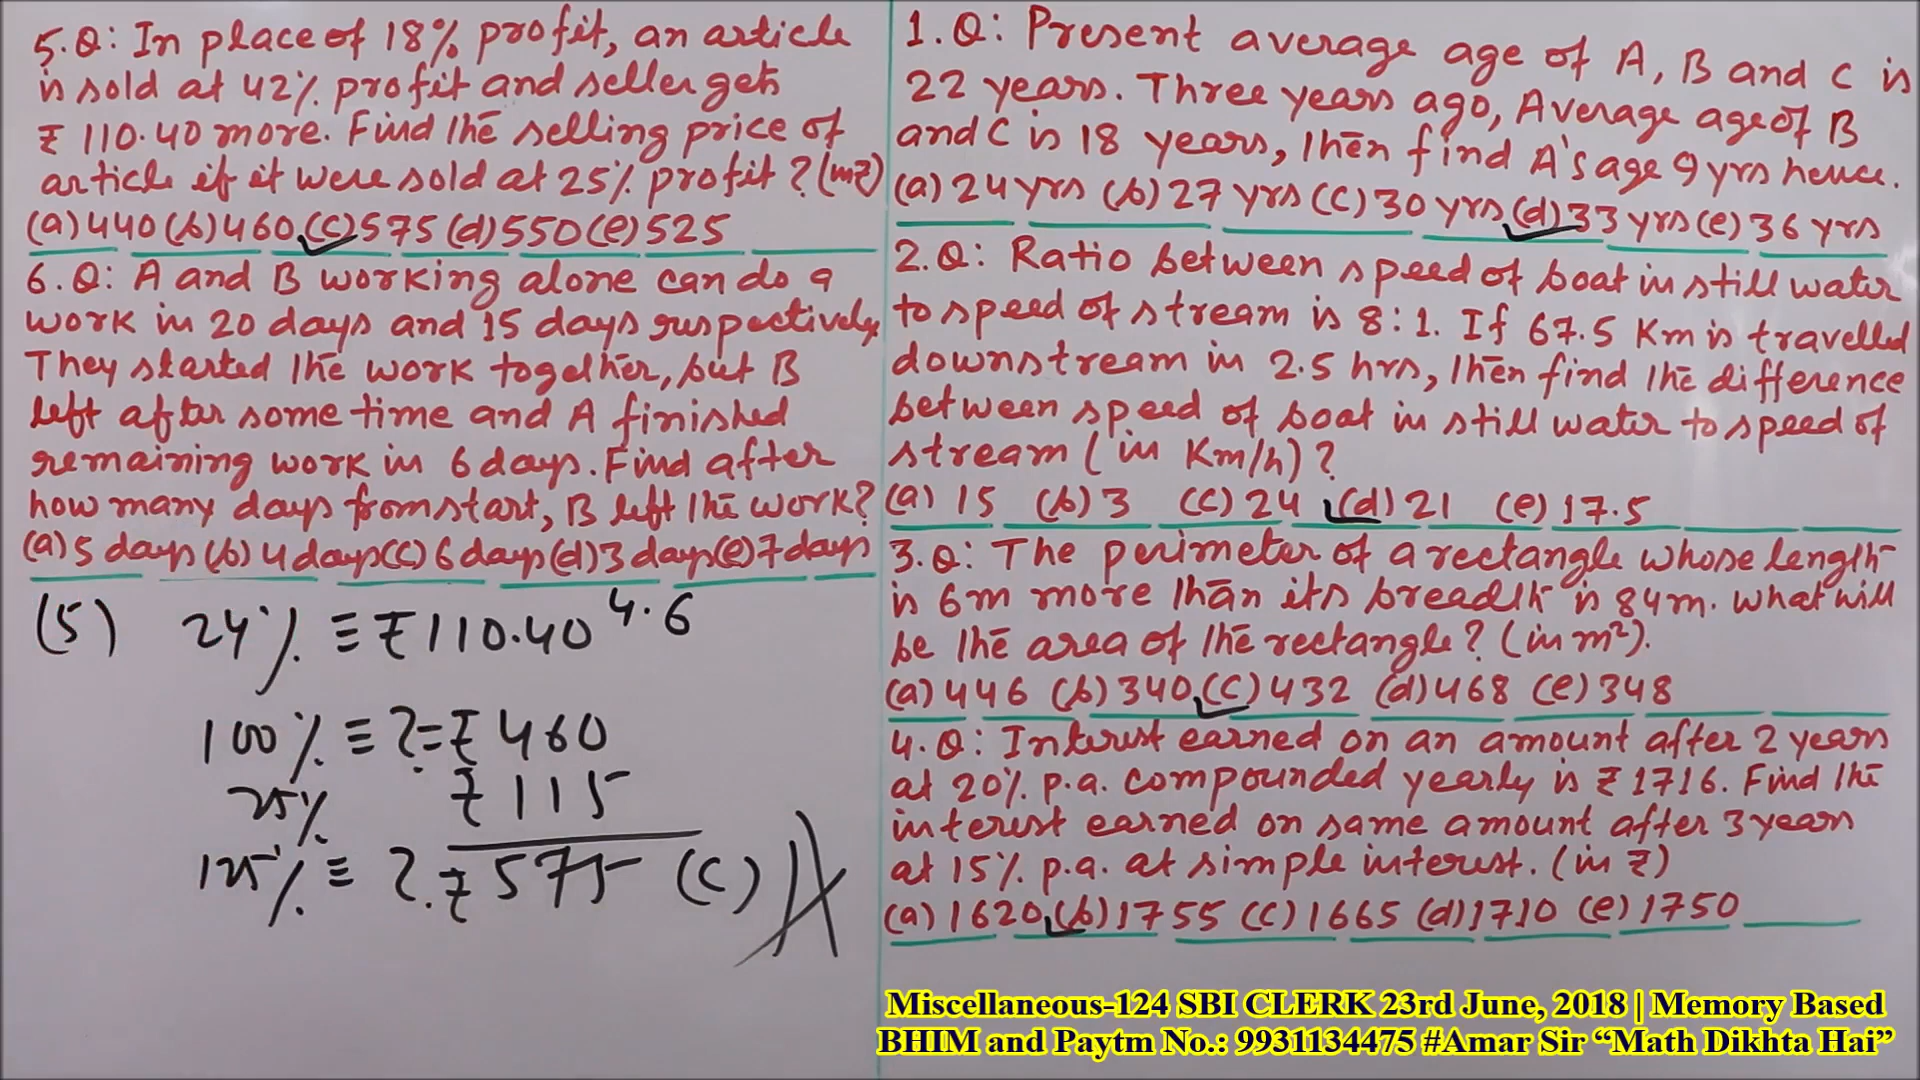 5.Q: In place of 18% profit, an article
is sold at 42% profit and seller gets
₹ 110.40 more. Find the selling price of
article if it were sold at 25% profit? (in ₹)
(a) 440 (b) 460 (c) 575 (d) 550 (e) 525
6.Q: A and B working alone can do a
work in 20 days and 15 days respectively.
They started the work together, but B
left after some time and A finished
remaining work in 6 days. Find after
how many days from start, B left the work?
(a) 5 days (b) 4 days (c) 6 days (d) 3 days (e) 7 days
(5) 24% ≡ ₹ 110.40 4.6
100% ≡ ? = ₹ 460
25% ₹ 115
125% ≡ ?. ₹ 575 (C) A
1.Q: Present average age of A, B and C is
22 years. Three years ago, Average age of B
and C is 18 years, then find A's age 9 yrs hence.
(a) 24 yrs (b) 27 yrs (c) 30 yrs (d) 33 yrs (e) 36 yrs
2.Q: Ratio between speed of boat in still water
to speed of stream is 8:1. If 67.5 Km is travelled
downstream in 2.5 hrs, then find the difference
between speed of boat in still water to speed of
stream (in Km/h)?
(a) 15 (b) 3 (c) 24 (d) 21 (e) 17.5
3.Q: The perimeter of a rectangle whose length
is 6m more than its breadth is 84m. What will
be the area of the rectangle? (in m²).
(a) 446 (b) 340 (c) 432 (d) 468 (e) 348
4.Q: Interest earned on an amount after 2 years
at 20% p.a. compounded yearly is ₹ 1716. Find the
interest earned on same amount after 3 years
at 15% p.a. at simple interest. (in ₹)
(a) 1620 (b) 1755 (c) 1665 (d) 1710 (e) 1750
Miscellaneous-124 SBI CLERK 23rd June, 2018 | Memory Based
BHIM and Paytm No.: 9931134475 #Amar Sir “Math Dikhta Hai”